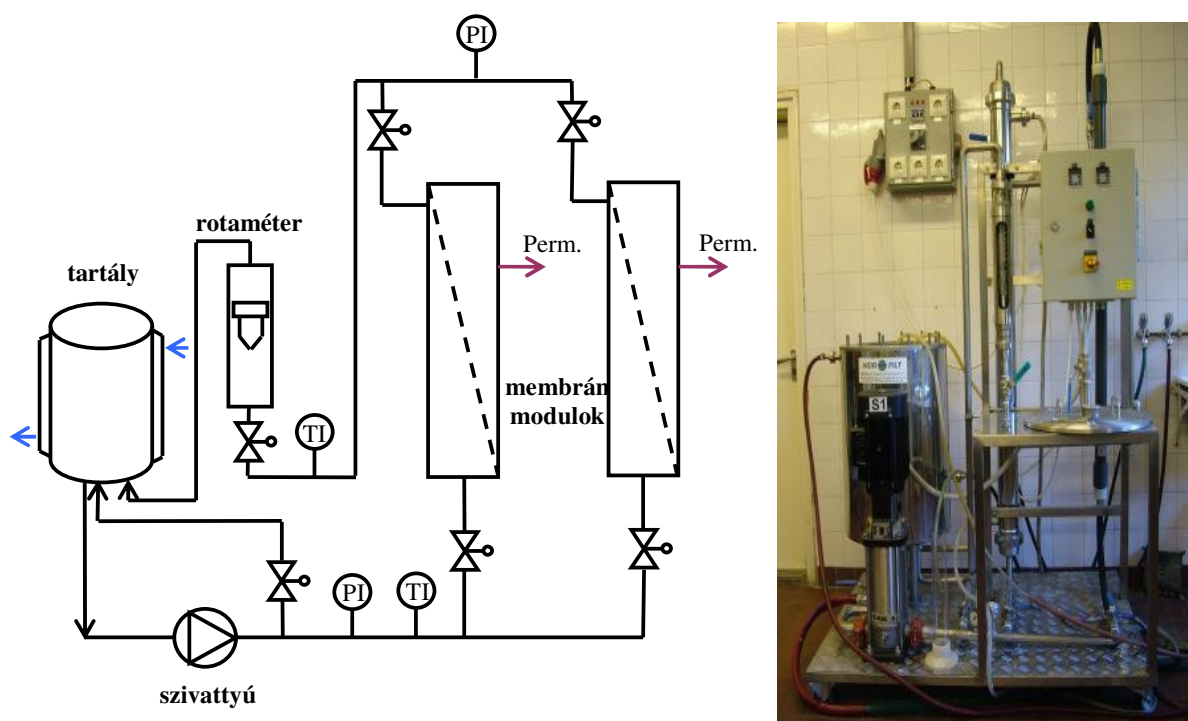 PI
rotaméter
Perm.
Perm.
tartály
membrán
modulok
TI
PI
TI
szivattyú
S1